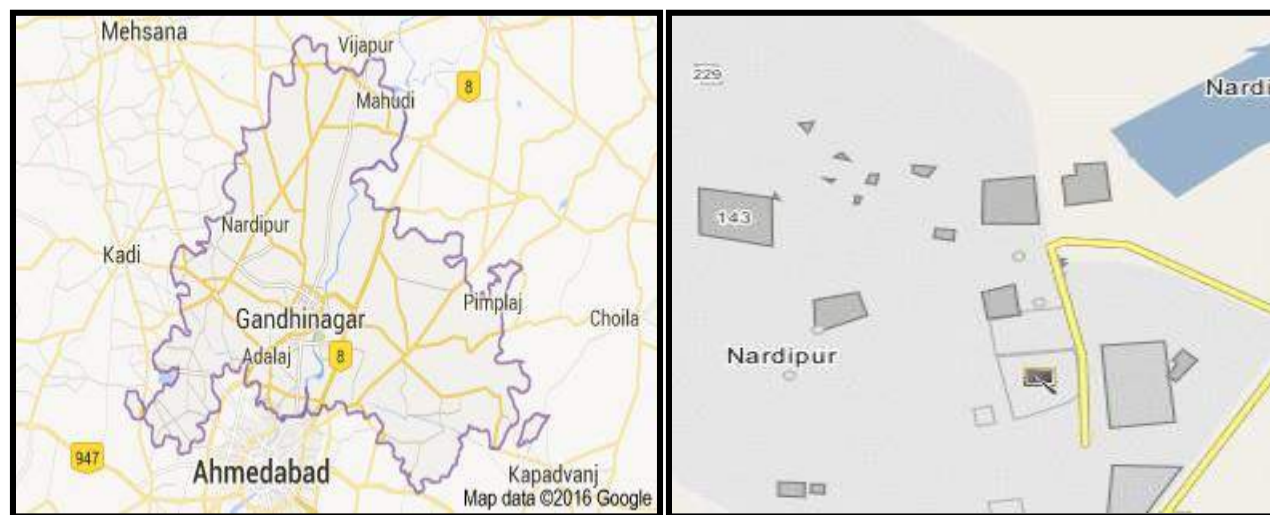 Mehsana
Vijapur
8
Mahudi
Nardipur
Kadi
Pimplaj
Gandhinagar
Choila
Adalaj
8
947
Ahmedabad
Kapadvanj
Map data ©2016 Google
229
Nardi
143
Nardipur